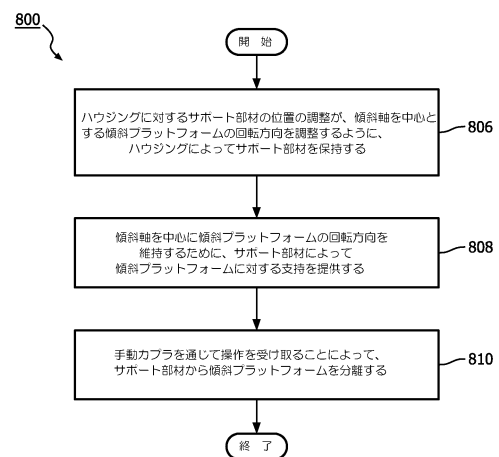 800
開 始
ハウジングに対するサポート部材の位置の調整が、傾斜軸を中心と
する傾斜プラットフォームの回転方向を調整するように、
ハウジングによってサポート部材を保持する
806
傾斜軸を中心に傾斜プラットフォームの回転方向を
維持するために、サポート部材によって
傾斜プラットフォームに対する支持を提供する
808
手動カプラを通じて操作を受け取ることによって、
サポート部材から傾斜プラットフォームを分離する
810
終 了